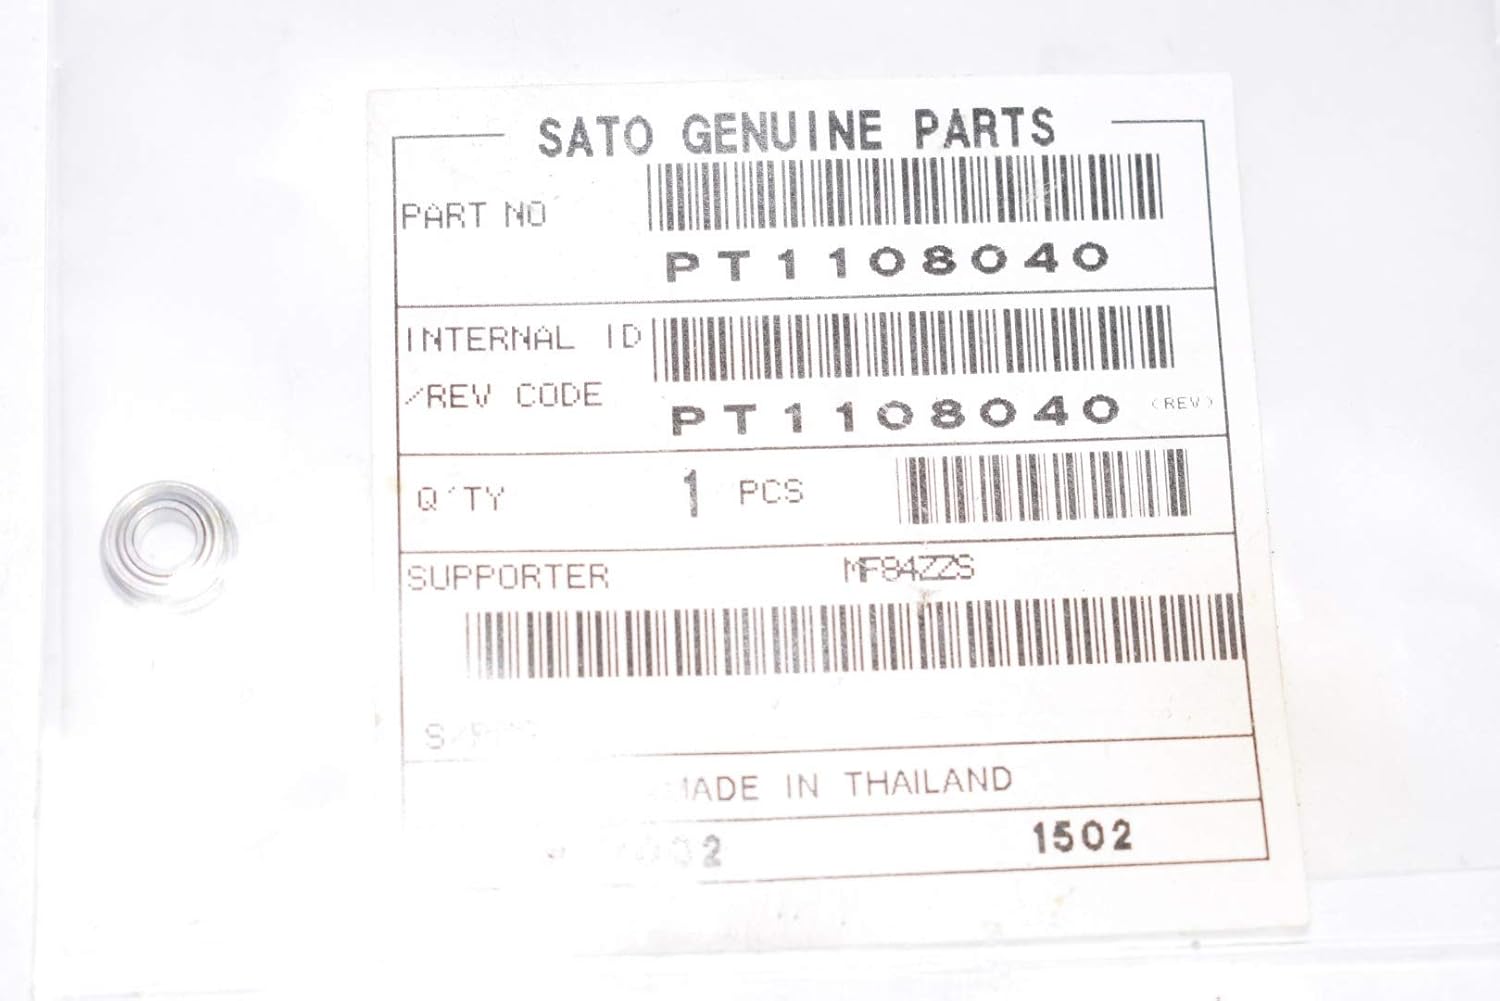 SATO GENUINE PARTS
PART NO
PT1108040
INTERNAL ID
/REV CODE
PT1108040 (REV)
Q'TY 1 PCS
SUPPORTER MF84ZZS
MADE IN THAILAND
1502